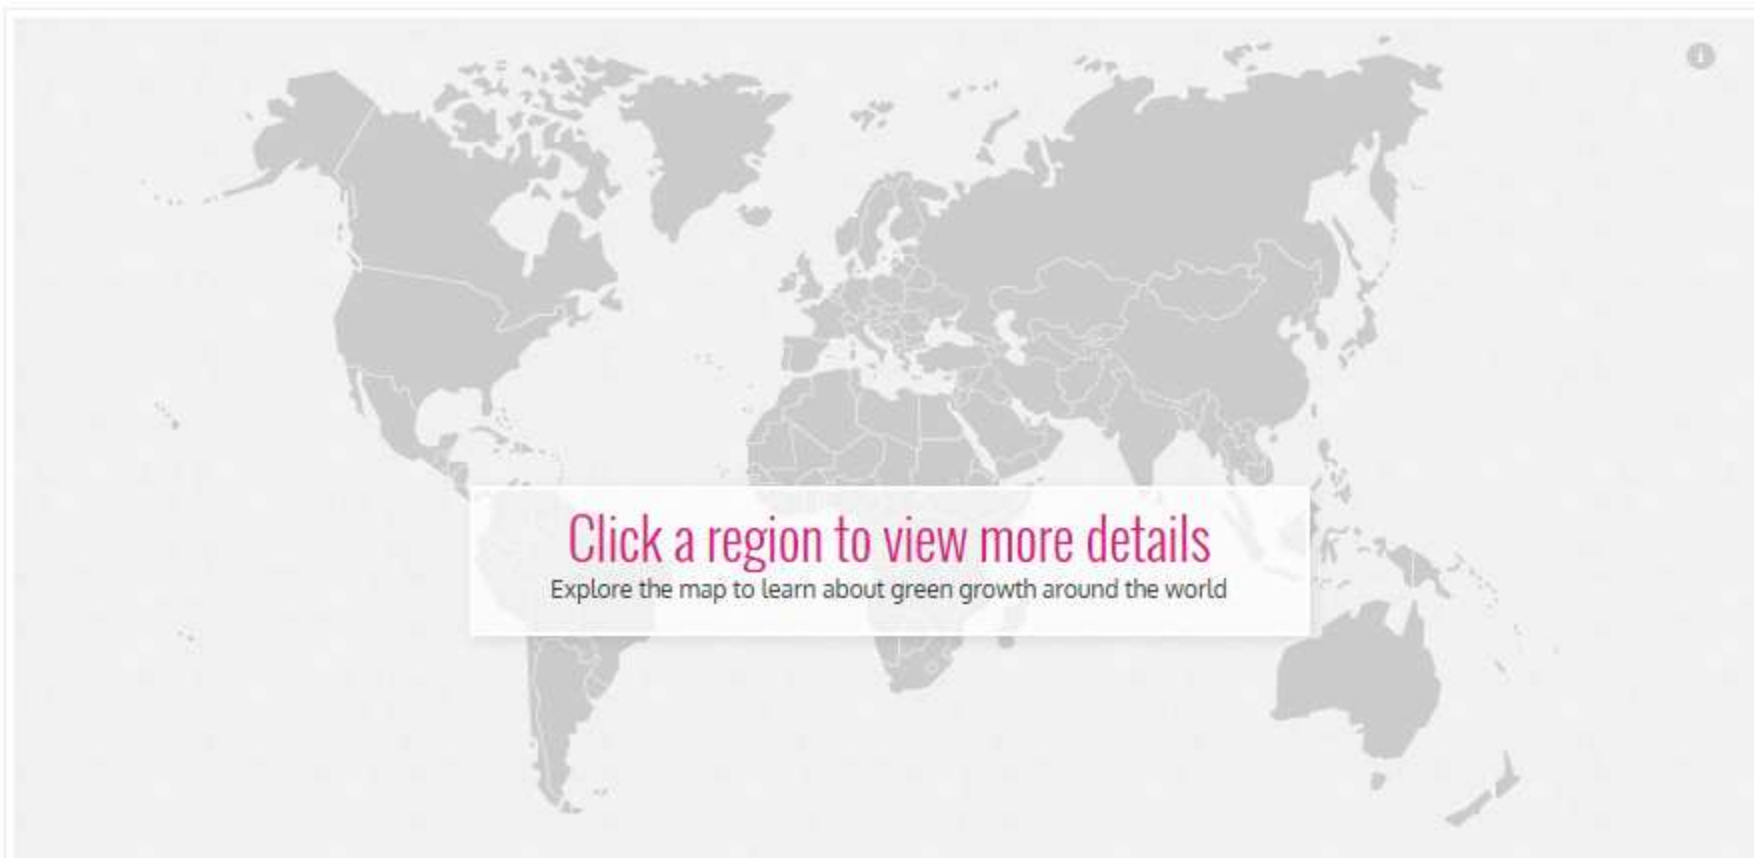 Click a region to view more details
Explore the map to learn about green growth around the world